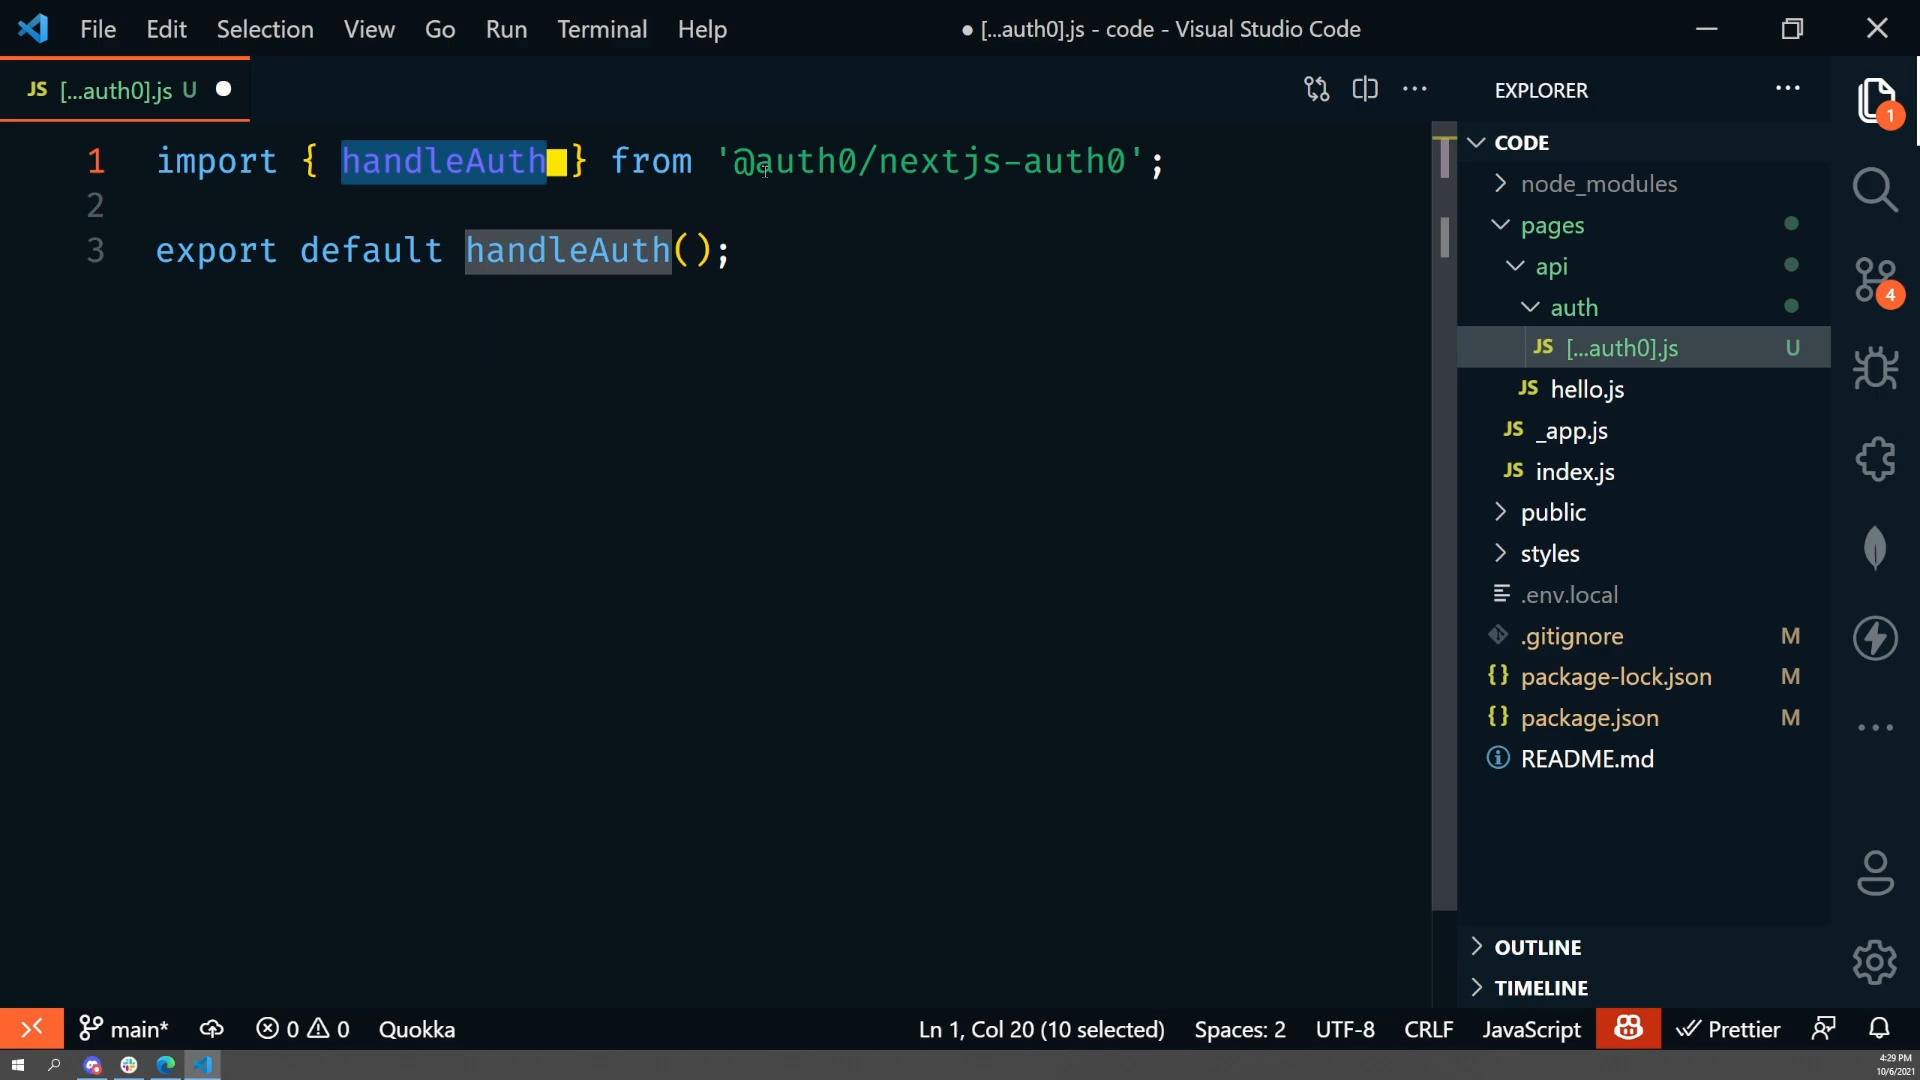 File Edit Selection View Go Run Terminal Help
● [...auth0].js - code - Visual Studio Code
JS [...auth0].js U
1 import { handleAuth } from '@auth0/nextjs-auth0';
2
3 export default handleAuth();
EXPLORER
CODE
node_modules
pages
api
auth
JS [...auth0].js U
JS hello.js
JS _app.js
JS index.js
public
styles
.env.local
.gitignore M
{} package-lock.json M
{} package.json M
README.md
OUTLINE
TIMELINE
1
4
main* 0 0 Quokka
Ln 1, Col 20 (10 selected) Spaces: 2 UTF-8 CRLF JavaScript Prettier
4:29 PM
10/6/2021